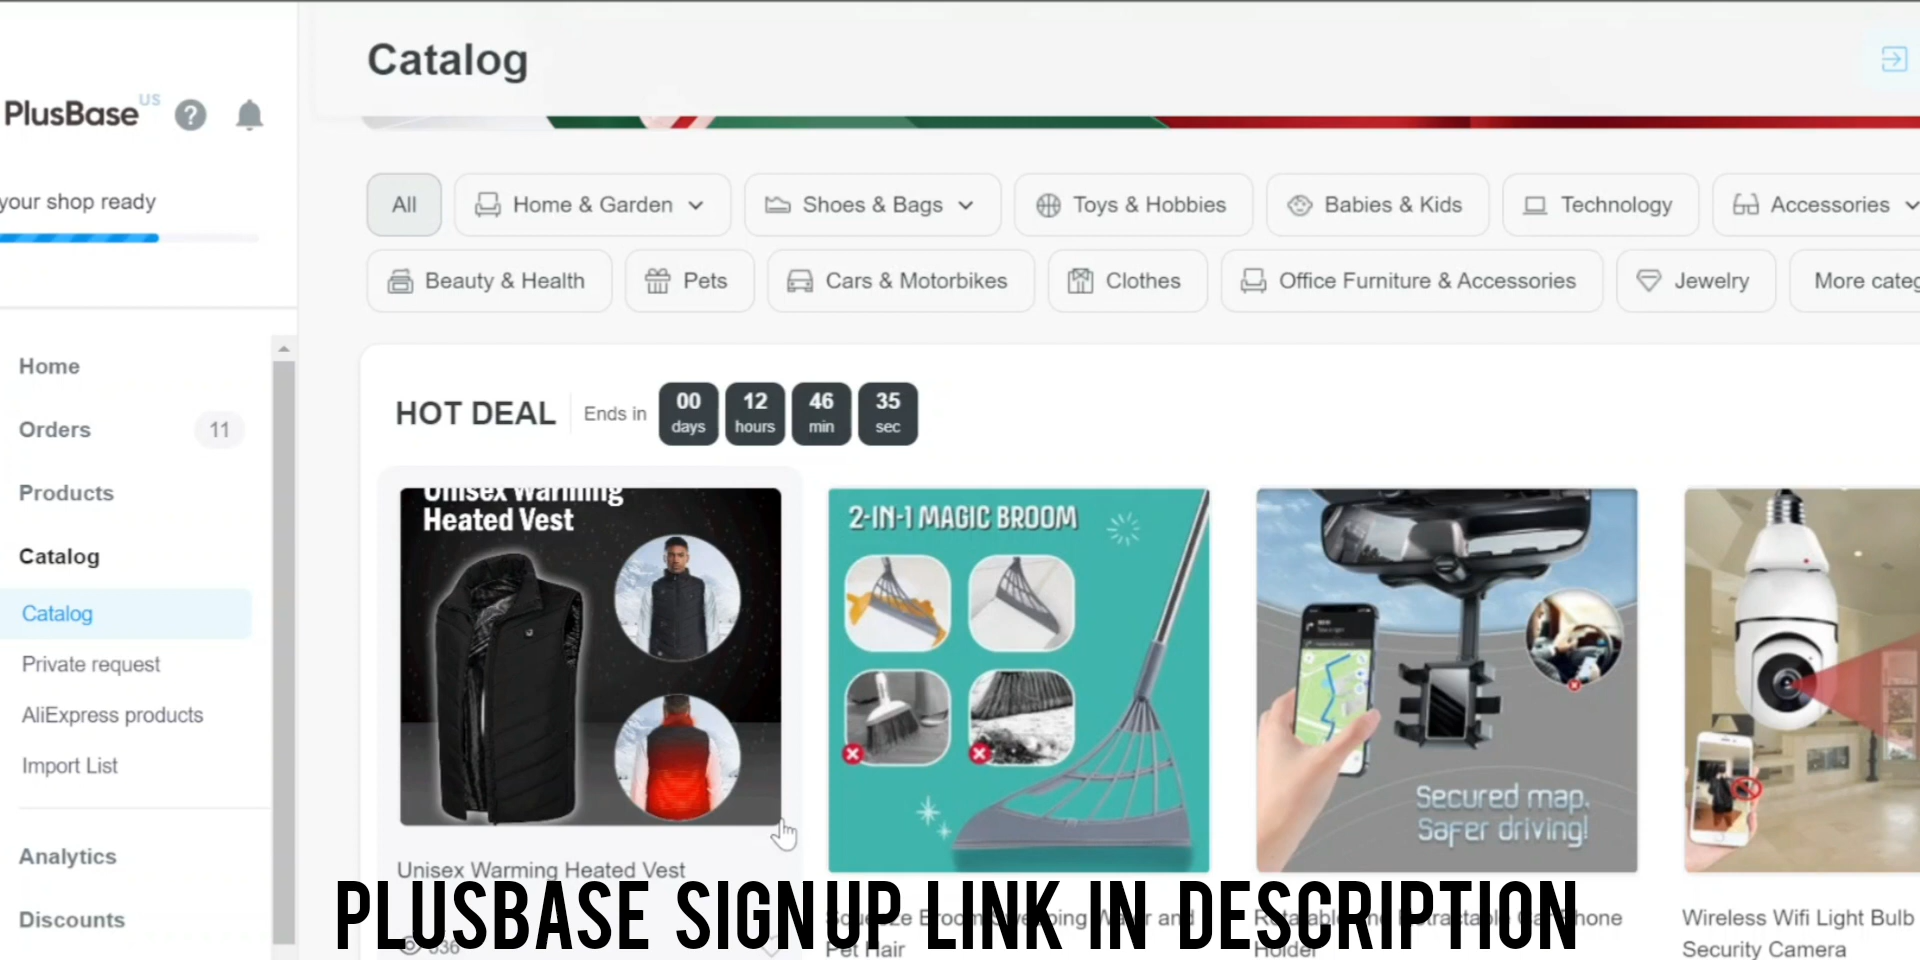 Catalog
PlusBase US
your shop ready
All
Home & Garden
Shoes & Bags
Toys & Hobbies
Babies & Kids
Technology
Accessories
Beauty & Health
Pets
Cars & Motorbikes
Clothes
Office Furniture & Accessories
Jewelry
More categ
Home
Orders 11
Products
Catalog
Catalog
Private request
AliExpress products
Import List
Analytics
Discounts
HOT DEAL
Ends in
00 days
12 hours
46 min
35 sec
Unisex Warming
Heated Vest
2-IN-1 MAGIC BROOM
Secured map,
Safer driving!
Unisex Warming Heated Vest
Pet Hair
Holder
Wireless Wifi Light Bulb
Security Camera
PLUSBASE SIGNUP LINK IN DESCRIPTION